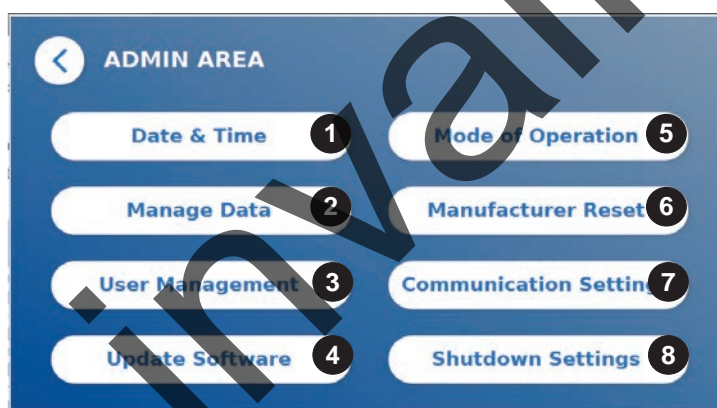 ADMIN AREA
Date & Time 1
Mode of Operation 5
Manage Data 2
Manufacturer Reset 6
User Management 3
Communication Setting 7
Update Software 4
Shutdown Settings 8